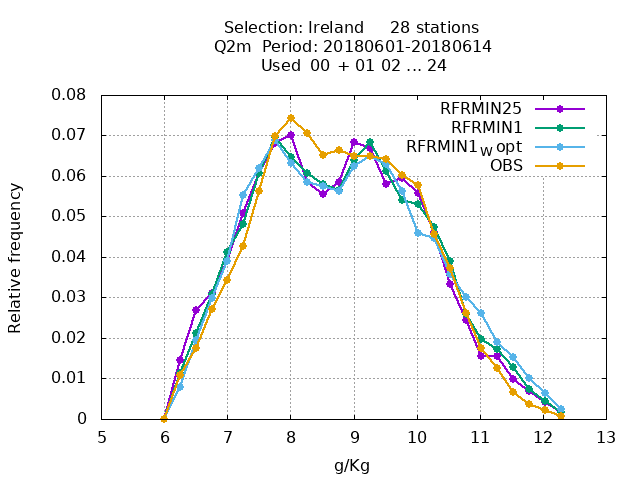 Selection: Ireland 28 stations
Q2m Period: 20180601-20180614
Used 00 + 01 02 ... 24
0.08
0.07
0.06
0.05
0.04
0.03
0.02
0.01
0
Relative frequency
RFRMIN25
RFRMIN1
RFRMIN1W opt
OBS
5 6 7 8 9 10 11 12 13
g/Kg